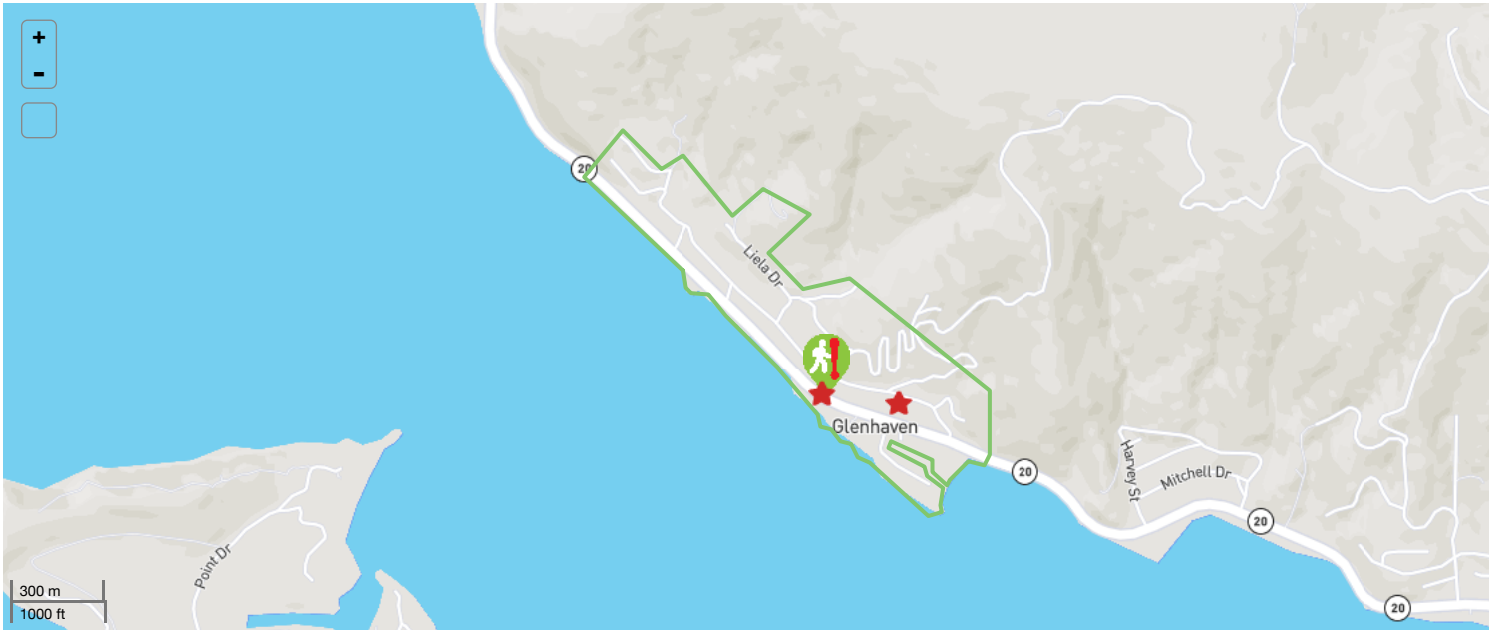 +
-
20
Liela Dr
Glenhaven
20
Harvey St
Mitchell Dr
20
Point Dr
300 m
1000 ft
20